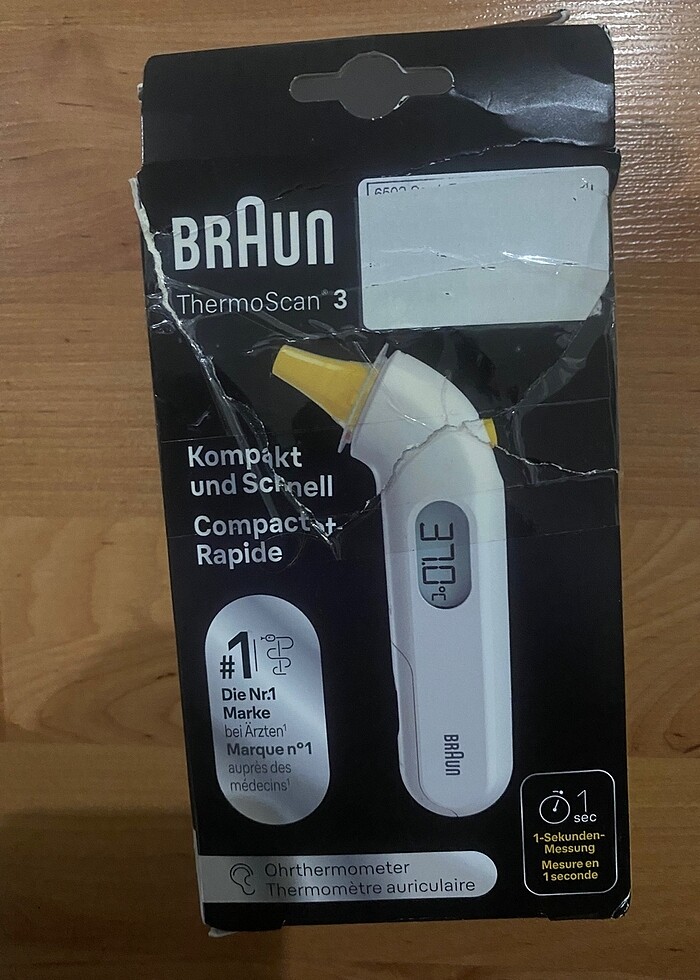 BRAUN
ThermoScan® 3
Kompakt
und Schnell
Compact et
Rapide
37.0°C
#1
Die Nr.1
Marke
bei Ärzten¹
Marque n°1
auprès des
médecins¹
BRAUN
1
sec
1-Sekunden-
Messung
Mesure en
1 seconde
Ohrthermometer
Thermomètre auriculaire